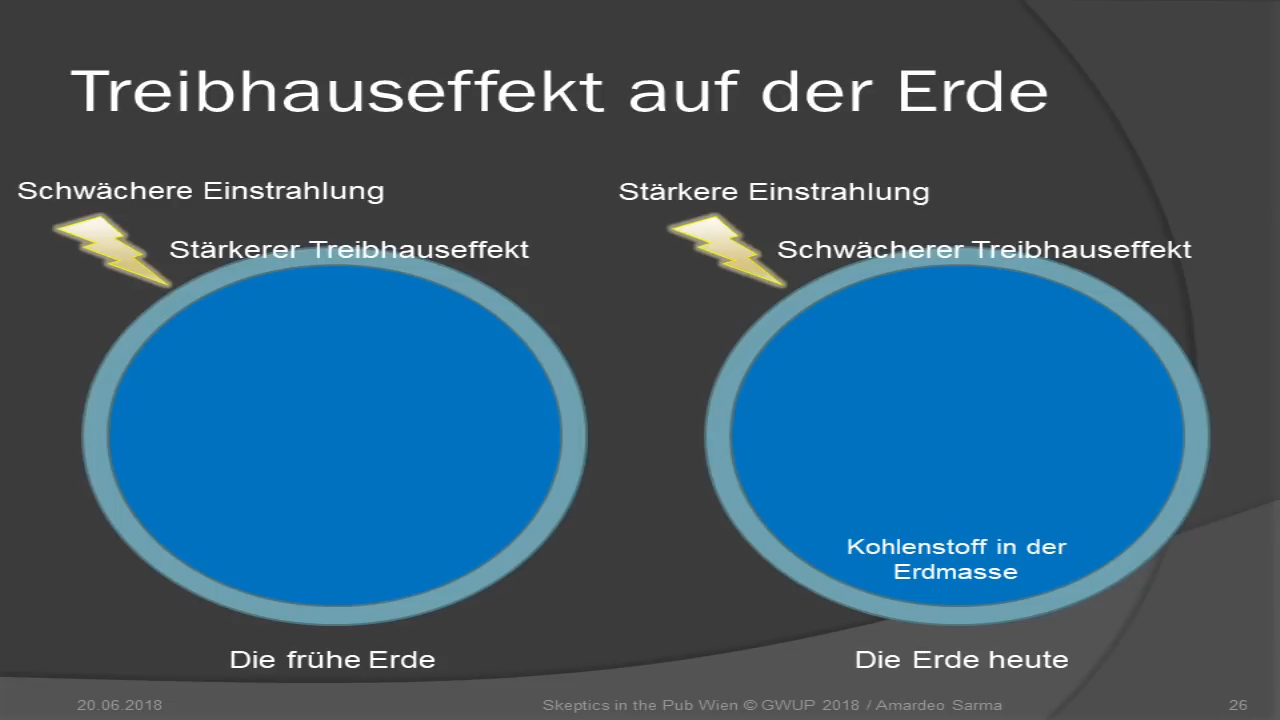 Treibhauseffekt auf der Erde
Schwächere Einstrahlung
Stärkerer Treibhauseffekt
Die frühe Erde
Stärkere Einstrahlung
Schwächerer Treibhauseffekt
Kohlenstoff in der
Erdmasse
Die Erde heute
20.06.2018
Skeptics in the Pub Wien © GWUP 2018 / Amardeo Sarma
26